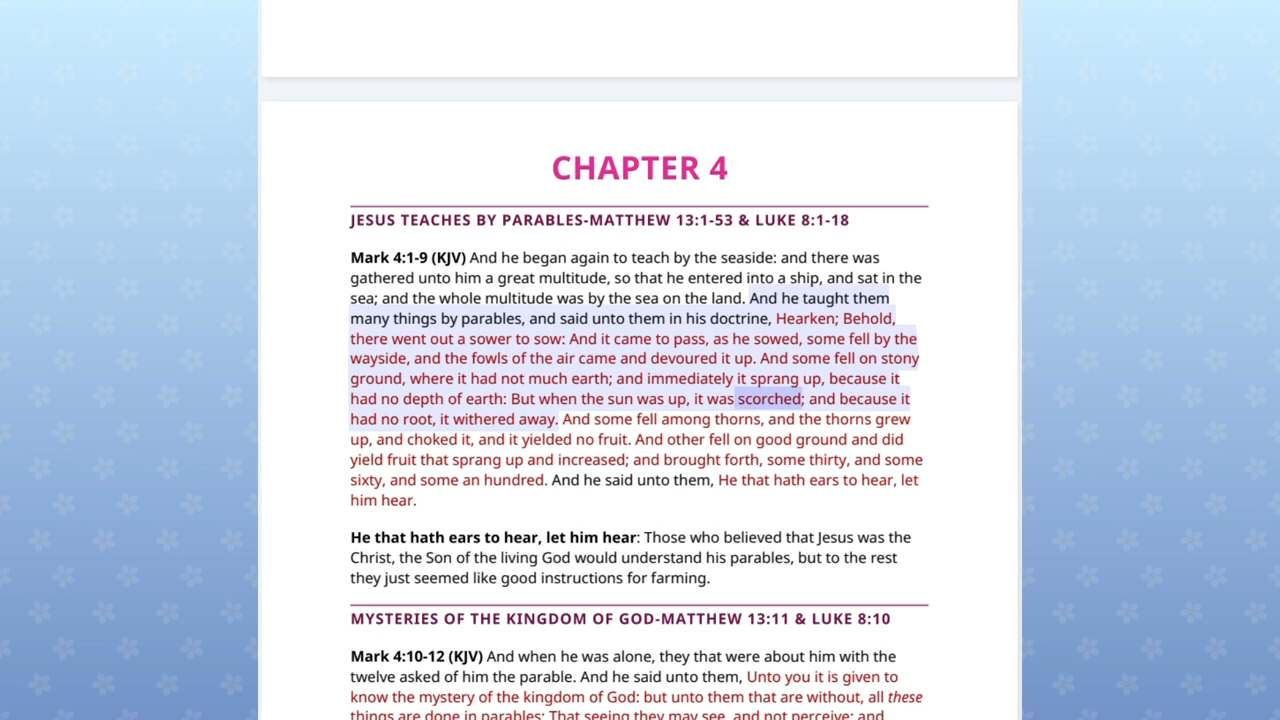 CHAPTER 4
JESUS TEACHES BY PARABLES-MATTHEW 13:1-53 & LUKE 8:1-18
Mark 4:1-9 (KJV) And he began again to teach by the seaside: and there was
gathered unto him a great multitude, so that he entered into a ship, and sat in the
sea; and the whole multitude was by the sea on the land. And he taught them
many things by parables, and said unto them in his doctrine, Hearken; Behold,
there went out a sower to sow: And it came to pass, as he sowed, some fell by the
wayside, and the fowls of the air came and devoured it up. And some fell on stony
ground, where it had not much earth; and immediately it sprang up, because it
had no depth of earth: But when the sun was up, it was scorched; and because it
had no root, it withered away. And some fell among thorns, and the thorns grew
up, and choked it, and it yielded no fruit. And other fell on good ground and did
yield fruit that sprang up and increased; and brought forth, some thirty, and some
sixty, and some an hundred. And he said unto them, He that hath ears to hear, let
him hear.
He that hath ears to hear, let him hear: Those who believed that Jesus was the
Christ, the Son of the living God would understand his parables, but to the rest
they just seemed like good instructions for farming.
MYSTERIES OF THE KINGDOM OF GOD-MATTHEW 13:11 & LUKE 8:10
Mark 4:10-12 (KJV) And when he was alone, they that were about him with the
twelve asked of him the parable. And he said unto them, Unto you it is given to
know the mystery of the kingdom of God: but unto them that are without, all these
things are done in parables: That seeing they may see, and not perceive; and